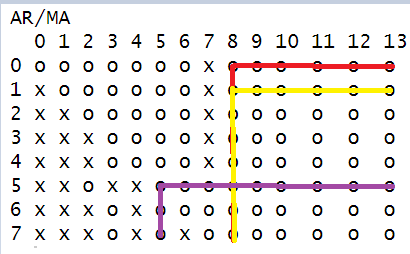 AR/MA
0 1 2 3 4 5 6 7 8 9 10 11 12 13
0 o o o o o o o x o o o o o o
1 x o o o o o o x o o o o o o
2 x x o o o o o x o o o o o o
3 x x x o o o o x o o o o o o
4 x x x o o o o x o o o o o o
5 x x o x x o o o o o o o o o
6 x x x o x o o o o o o o o o
7 x x x o x o x o o o o o o o